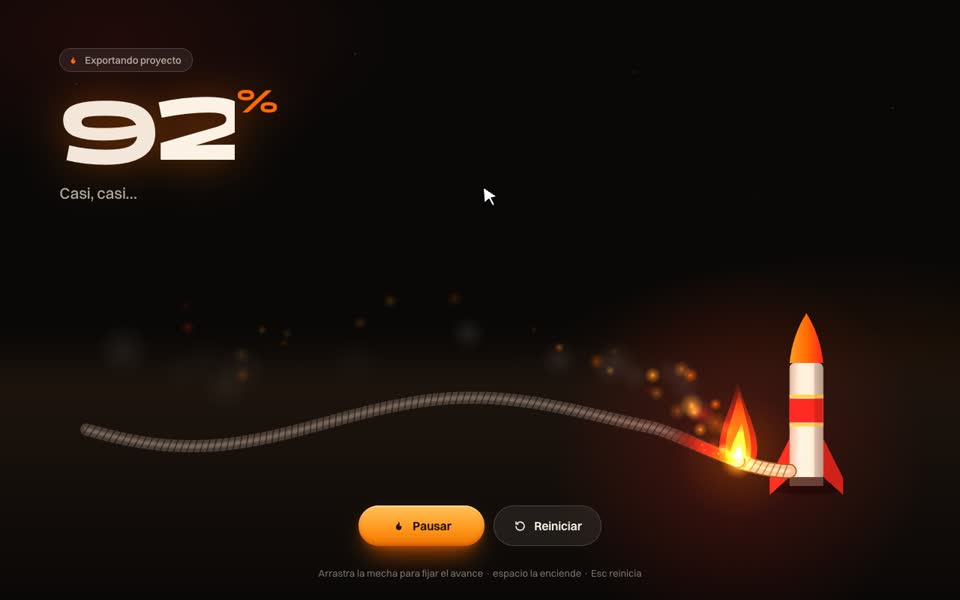 Exportando proyecto
92%
Casi, casi...
Pausar
Reiniciar
Arrastra la mecha para fijar el avance · espacio la enciende · Esc reinicia